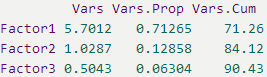 Vars Vars.Prop Vars.Cum
Factor1 5.7012 0.71265 71.26
Factor2 1.0287 0.12858 84.12
Factor3 0.5043 0.06304 90.43